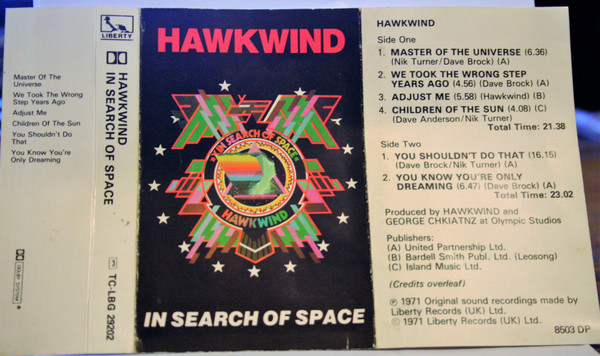 LIBERTY
Master Of The
Universe
We Took The Wrong
Step Years Ago
Adjust Me
Children Of The Sun
You Shouldn't Do
That
You Know You're
Only Dreaming
DOLBY SYSTEM
HAWKWIND
IN SEARCH OF SPACE
TC-LBG 29202
HAWKWIND
IN SEARCH OF SPACE
HAWKWIND
IN SEARCH OF SPACE
HAWKWIND
Side One
1. MASTER OF THE UNIVERSE (6.36)
(Nik Turner/Dave Brock) (A)
2. WE TOOK THE WRONG STEP
YEARS AGO (4.56) (Dave Brock) (A)
3. ADJUST ME (5.58) (Hawkwind) (B)
4. CHILDREN OF THE SUN (4.08) (C)
(Dave Anderson/Nik Turner)
Total Time: 21.38
Side Two
1. YOU SHOULDN'T DO THAT (16.15)
(Dave Brock/Nik Turner) (A)
2. YOU KNOW YOU'RE ONLY
DREAMING (6.47) (Dave Brock) (A)
Total Time: 23.02
Produced by HAWKWIND and
GEORGE CHKIATNZ at Olympic Studios
Publishers:
(A) United Partnership Ltd.
(B) Bardell Smith Publ. Ltd. (Leosong)
(C) Island Music Ltd.
(Credits overleaf)
℗ 1971 Original sound recordings made by
Liberty Records (UK) Ltd.
© 1971 Liberty Records (UK) Ltd.
8503 DP